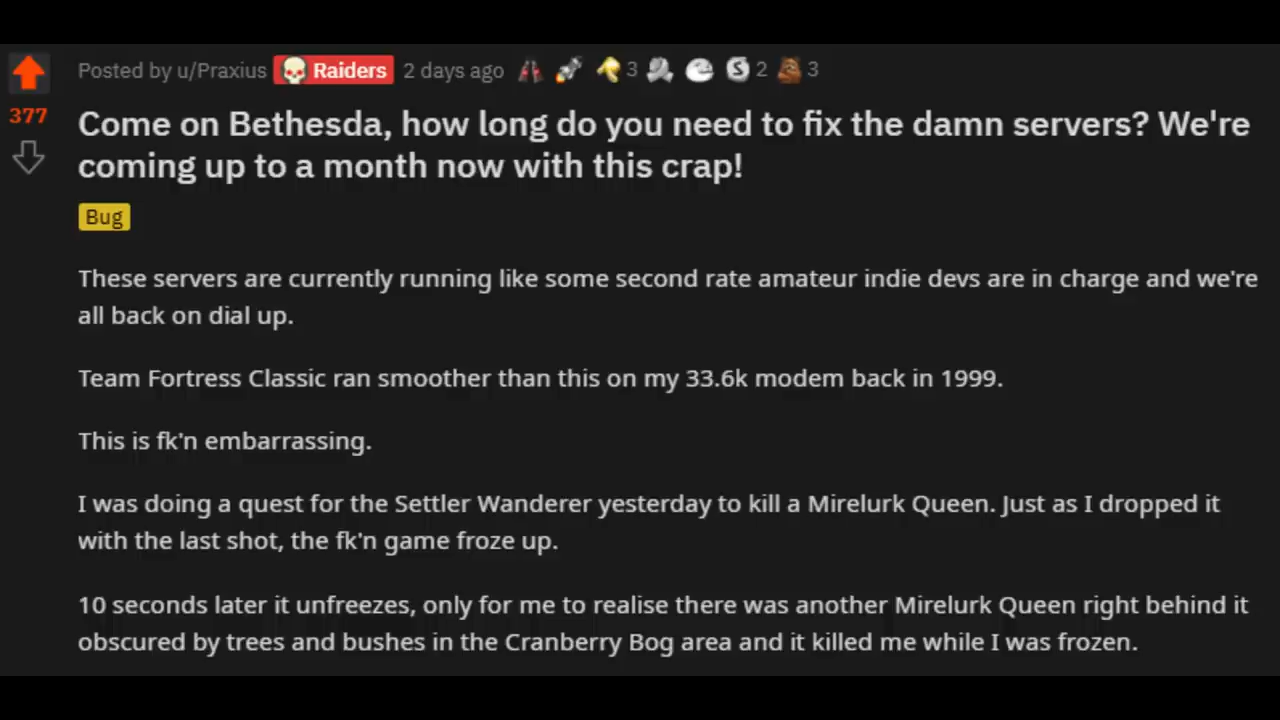 Posted by u/Praxius Raiders 2 days ago 3 2 3
377
Come on Bethesda, how long do you need to fix the damn servers? We're
coming up to a month now with this crap!
Bug
These servers are currently running like some second rate amateur indie devs are in charge and we're
all back on dial up.
Team Fortress Classic ran smoother than this on my 33.6k modem back in 1999.
This is fk'n embarrassing.
I was doing a quest for the Settler Wanderer yesterday to kill a Mirelurk Queen. Just as I dropped it
with the last shot, the fk'n game froze up.
10 seconds later it unfreezes, only for me to realise there was another Mirelurk Queen right behind it
obscured by trees and bushes in the Cranberry Bog area and it killed me while I was frozen.